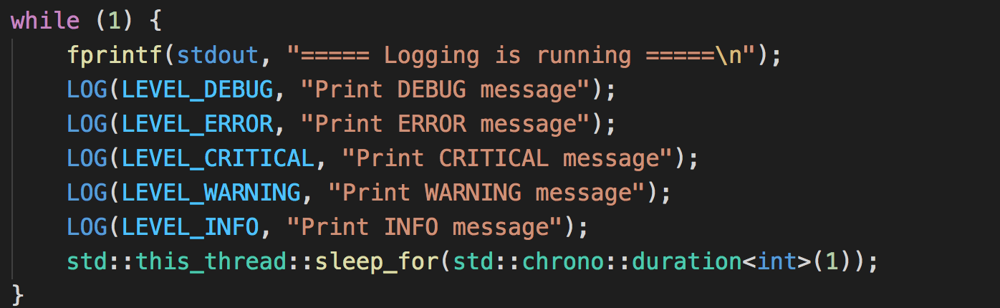 while (1) {
    fprintf(stdout, "===== Logging is running =====\n");
    LOG(LEVEL_DEBUG, "Print DEBUG message");
    LOG(LEVEL_ERROR, "Print ERROR message");
    LOG(LEVEL_CRITICAL, "Print CRITICAL message");
    LOG(LEVEL_WARNING, "Print WARNING message");
    LOG(LEVEL_INFO, "Print INFO message");
    std::this_thread::sleep_for(std::chrono::duration<int>(1));
}